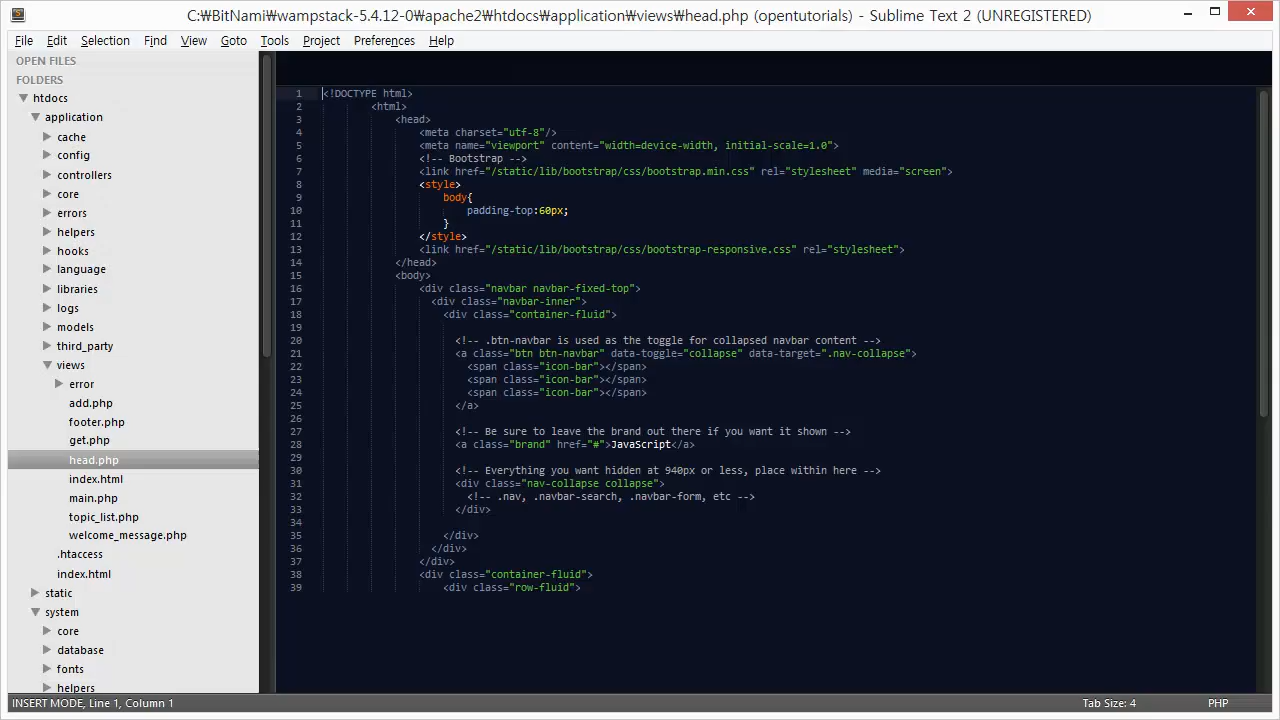 C:₩BitNami₩wampstack-5.4.12-0₩apache2₩htdocs₩application₩views₩head.php (opentutorials) - Sublime Text 2 (UNREGISTERED)
File Edit Selection Find View Goto Tools Project Preferences Help
OPEN FILES
FOLDERS
htdocs
application
cache
config
controllers
core
errors
helpers
hooks
language
libraries
logs
models
third_party
views
error
add.php
footer.php
get.php
head.php
index.html
main.php
topic_list.php
welcome_message.php
.htaccess
index.html
static
system
core
database
fonts
helpers
1 <!DOCTYPE html>
2 <html>
3 <head>
4 <meta charset="utf-8"/>
5 <meta name="viewport" content="width=device-width, initial-scale=1.0">
6 <!-- Bootstrap -->
7 <link href="/static/lib/bootstrap/css/bootstrap.min.css" rel="stylesheet" media="screen">
8 <style>
9 body{
10 padding-top:60px;
11 }
12 </style>
13 <link href="/static/lib/bootstrap/css/bootstrap-responsive.css" rel="stylesheet">
14 </head>
15 <body>
16 <div class="navbar navbar-fixed-top">
17 <div class="navbar-inner">
18 <div class="container-fluid">
19
20 <!-- .btn-navbar is used as the toggle for collapsed navbar content -->
21 <a class="btn btn-navbar" data-toggle="collapse" data-target=".nav-collapse">
22 <span class="icon-bar"></span>
23 <span class="icon-bar"></span>
24 <span class="icon-bar"></span>
25 </a>
26
27 <!-- Be sure to leave the brand out there if you want it shown -->
28 <a class="brand" href="#">JavaScript</a>
29
30 <!-- Everything you want hidden at 940px or less, place within here -->
31 <div class="nav-collapse collapse">
32 <!-- .nav, .navbar-search, .navbar-form, etc -->
33 </div>
34
35 </div>
36 </div>
37 </div>
38 <div class="container-fluid">
39 <div class="row-fluid">
INSERT MODE, Line 1, Column 1
Tab Size: 4
PHP